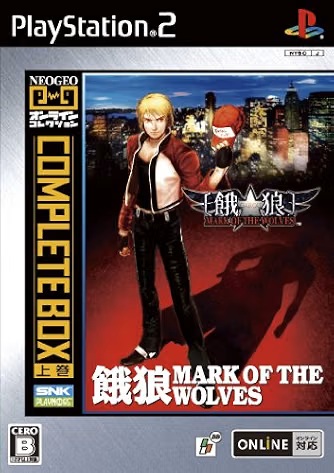 PlayStation®2
NTSC J
NEOGEO
オンライン
コレクション
COMPLETE BOX
上巻
餓狼
MARK OF THE WOLVES
餓狼 MARK OF THE
WOLVES
SNK
PLAYMORE
CERO
B
ONLINE
オンライン
対応